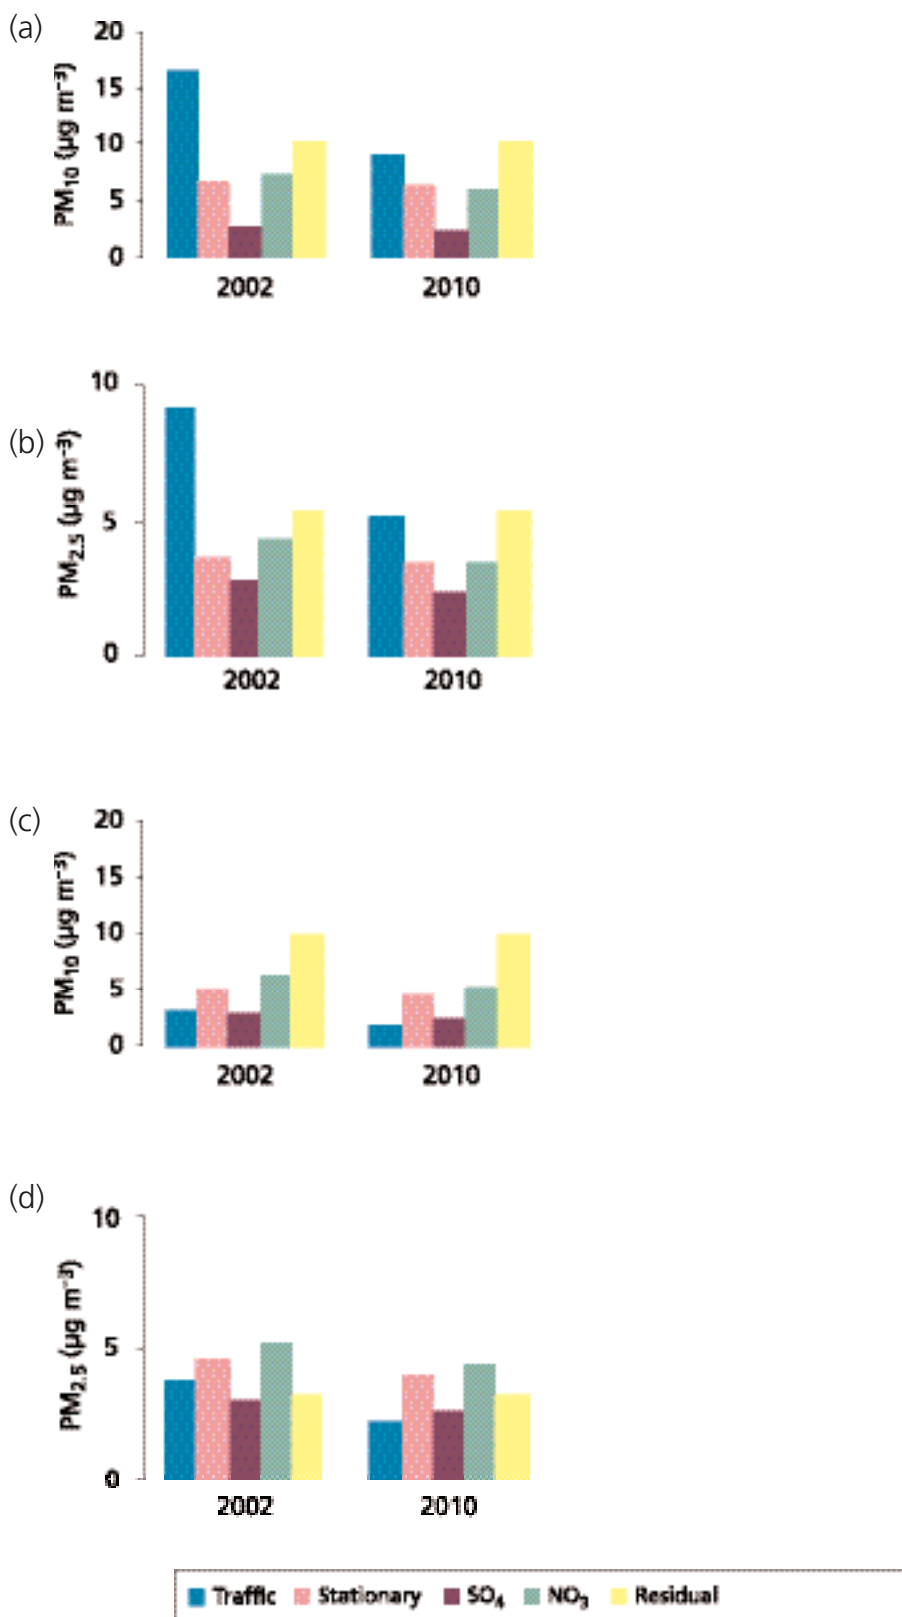 (a)
PM₁₀ (µg m⁻³)
20
15
10
5
0
2002 2010
(b)
PM₂.₅ (µg m⁻³)
10
5
0
2002 2010
(c)
PM₁₀ (µg m⁻³)
20
15
10
5
0
2002 2010
(d)
PM₂.₅ (µg m⁻³)
10
5
0
2002 2010
Traffic Stationary SO₄ NO₃ Residual